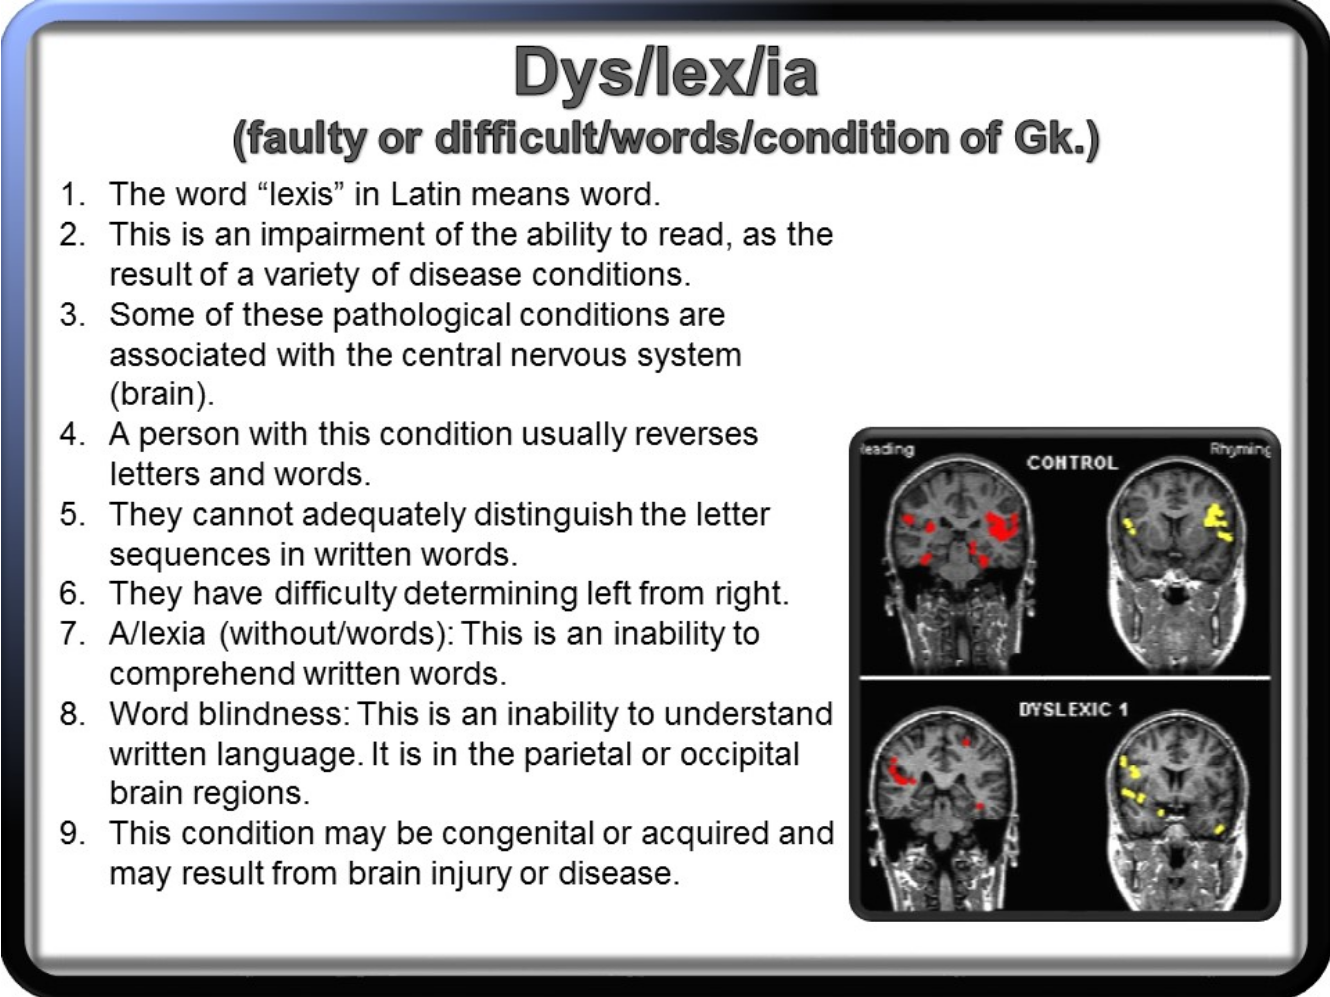 Dys/lex/ia
(faulty or difficult/words/condition of Gk.)
1. The word “lexis” in Latin means word.
2. This is an impairment of the ability to read, as the
result of a variety of disease conditions.
3. Some of these pathological conditions are
associated with the central nervous system
(brain).
4. A person with this condition usually reverses
letters and words.
5. They cannot adequately distinguish the letter
sequences in written words.
6. They have difficulty determining left from right.
7. A/lexia (without/words): This is an inability to
comprehend written words.
8. Word blindness: This is an inability to understand
written language. It is in the parietal or occipital
brain regions.
9. This condition may be congenital or acquired and
may result from brain injury or disease.
eading
CONTROL
Rhyming
DYSLEXIC 1